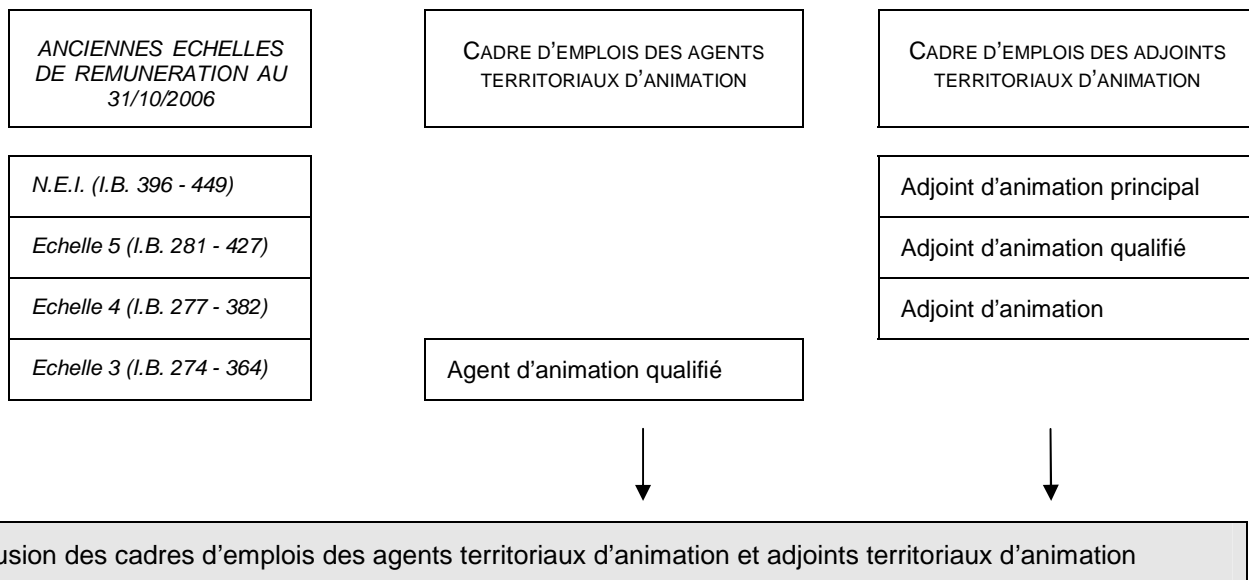 ANCIENNES ECHELLES
DE REMUNERATION AU
31/10/2006
CADRE D'EMPLOIS DES AGENTS
TERRITORIAUX D'ANIMATION
CADRE D'EMPLOIS DES ADJOINTS
TERRITORIAUX D'ANIMATION
N.E.I. (I.B. 396 - 449)
Adjoint d'animation principal
Echelle 5 (I.B. 281 - 427)
Adjoint d'animation qualifié
Echelle 4 (I.B. 277 - 382)
Adjoint d'animation
Echelle 3 (I.B. 274 - 364)
Agent d'animation qualifié
usion des cadres d'emplois des agents territoriaux d'animation et adjoints territoriaux d'animation